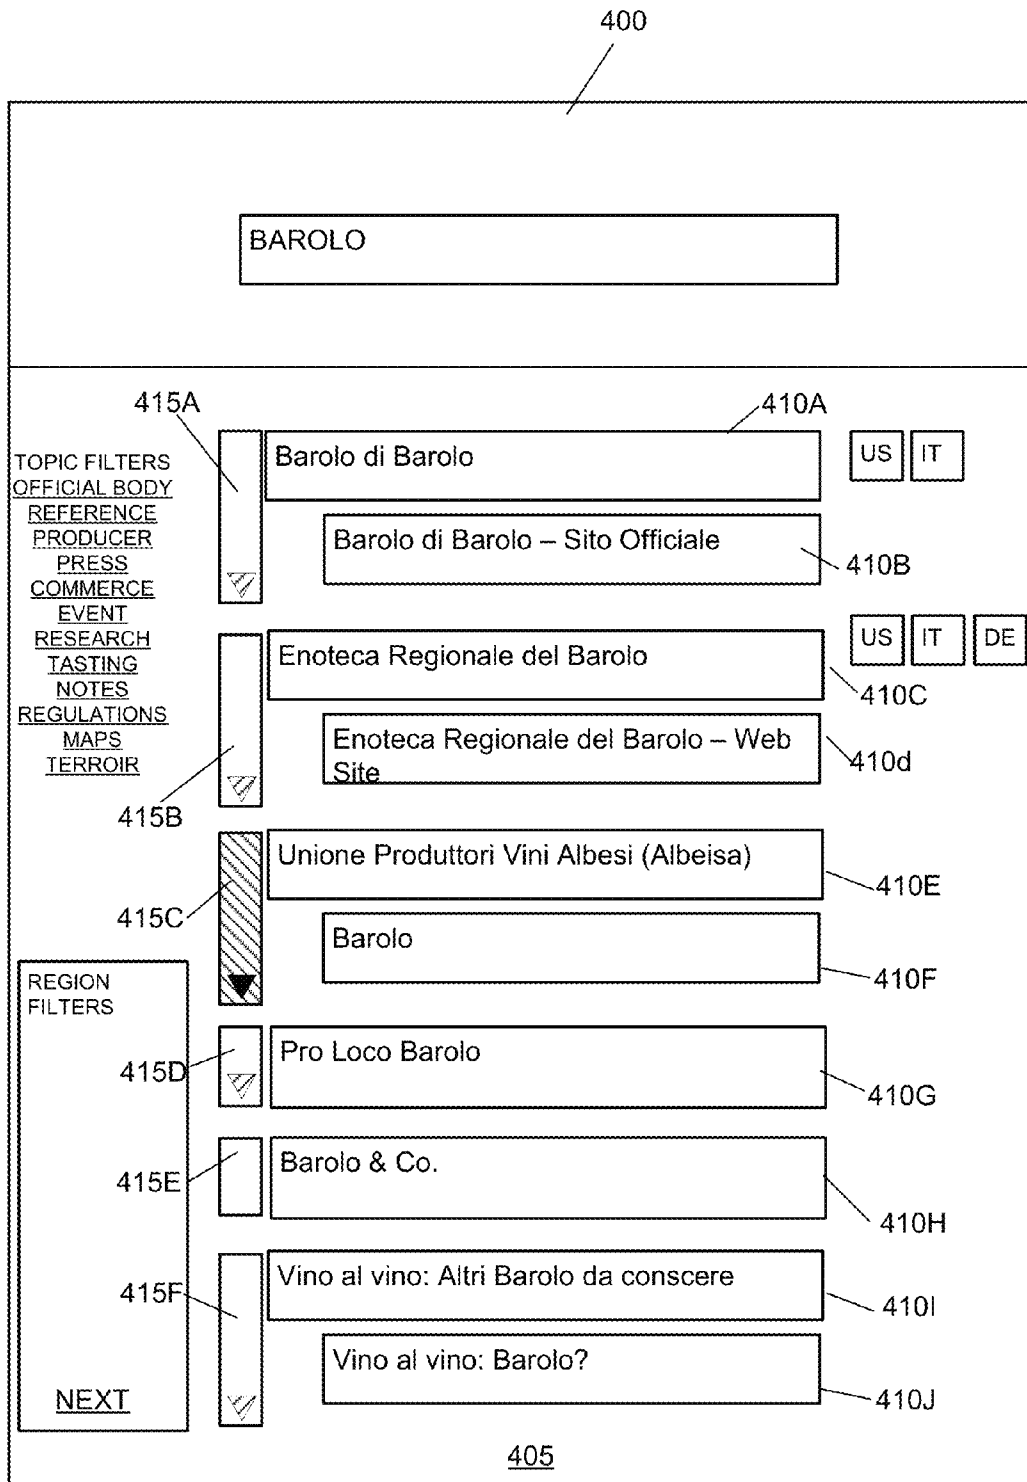 400
BAROLO
415A
410A
Barolo di Barolo
US
IT
TOPIC FILTERS
OFFICIAL BODY
REFERENCE
PRODUCER
PRESS
COMMERCE
EVENT
RESEARCH
TASTING
NOTES
REGULATIONS
MAPS
TERROIR
Barolo di Barolo – Sito Officiale
410B
US
IT
DE
Enoteca Regionale del Barolo
410C
Enoteca Regionale del Barolo – Web
Site
410d
415B
Unione Produttori Vini Albesi (Albeisa)
410E
415C
Barolo
410F
REGION
FILTERS
415D
Pro Loco Barolo
410G
415E
Barolo & Co.
410H
415F
Vino al vino: Altri Barolo da conscere
410I
Vino al vino: Barolo?
410J
NEXT
405